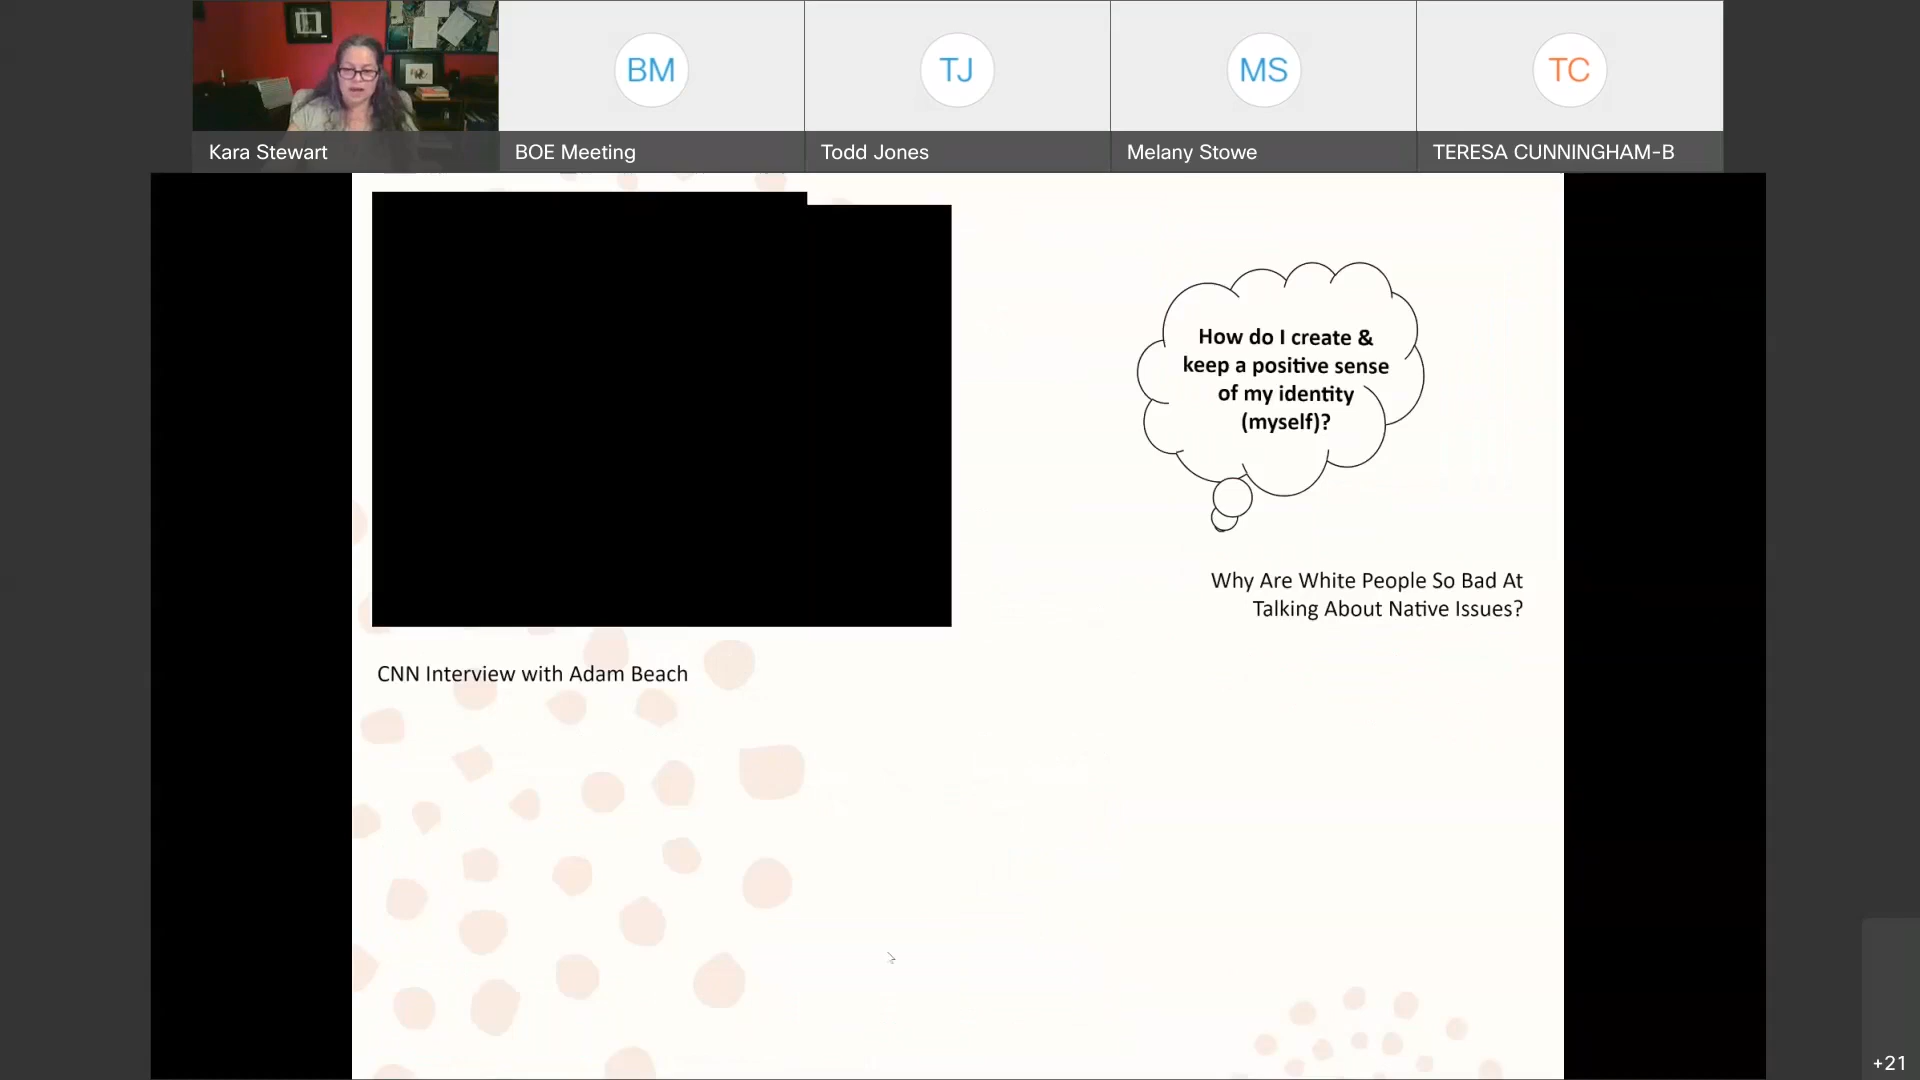 BM
TJ
MS
TC
Kara Stewart
BOE Meeting
Todd Jones
Melany Stowe
TERESA CUNNINGHAM-B
How do I create &
keep a positive sense
of my identity
(myself)?
Why Are White People So Bad At
Talking About Native Issues?
CNN Interview with Adam Beach
+21